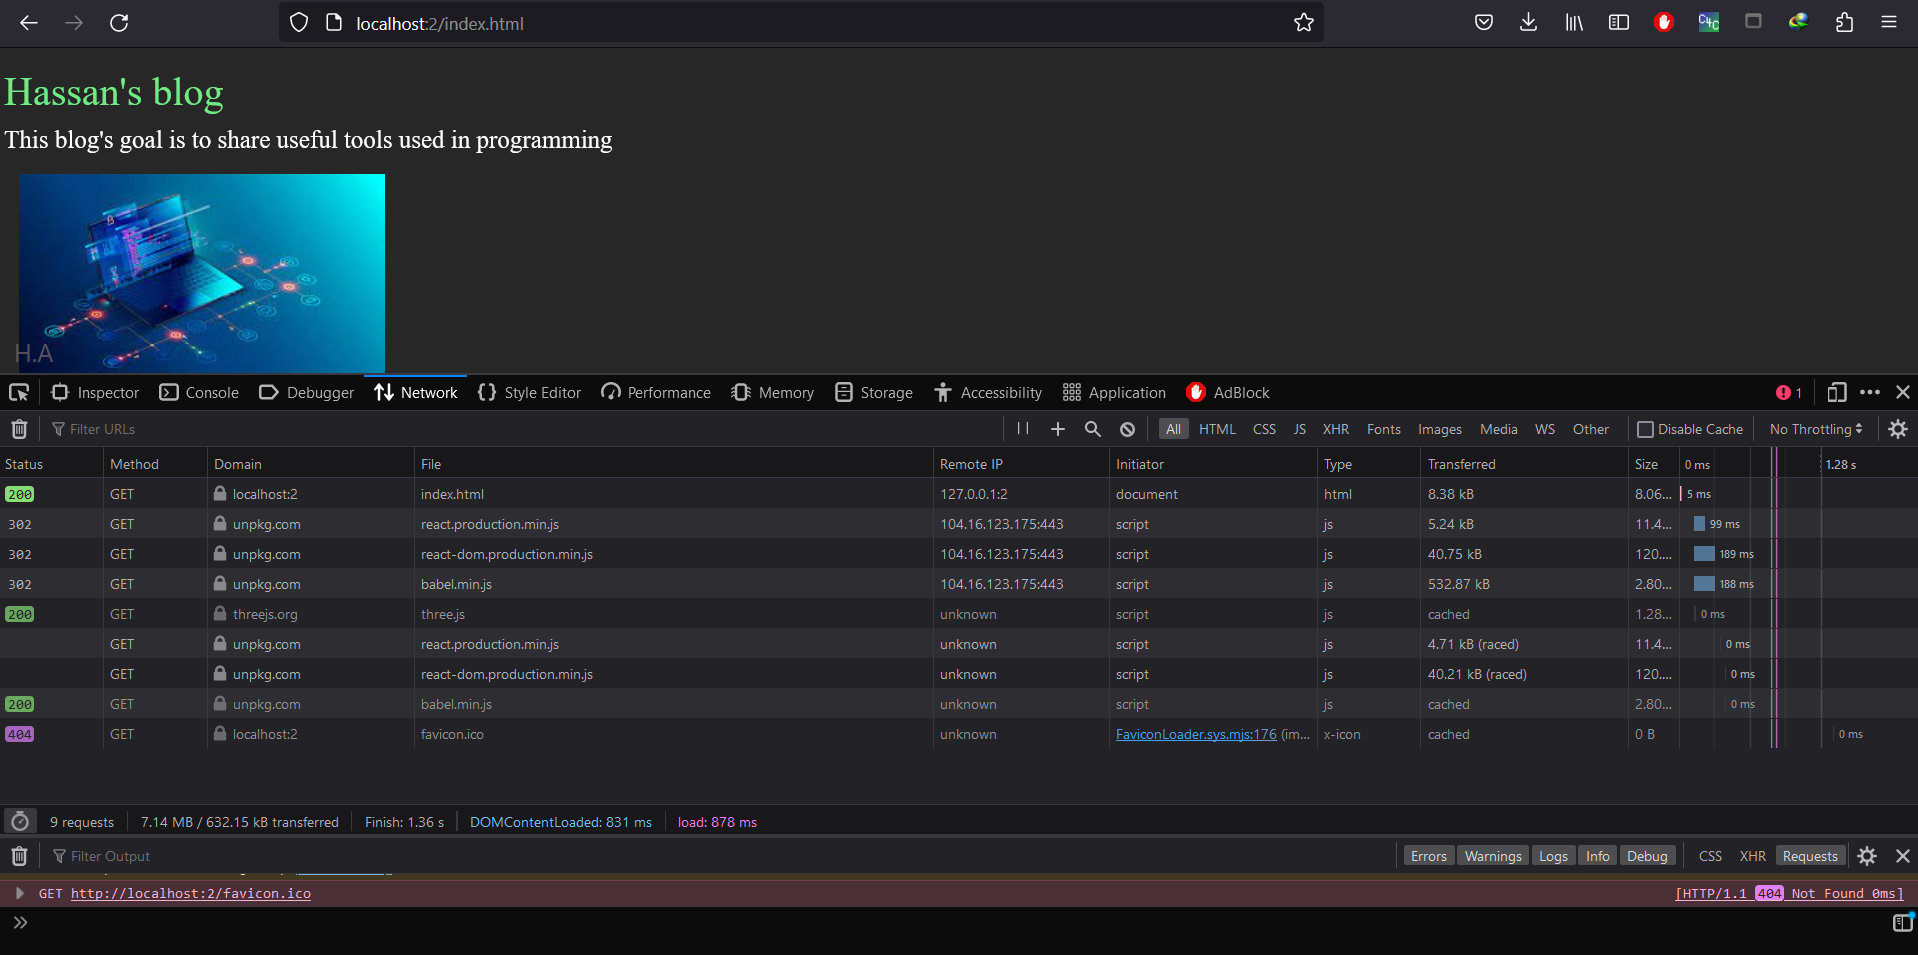 localhost:2/index.html
Hassan's blog
This blog's goal is to share useful tools used in programming
H.A
Inspector Console Debugger Network Style Editor Performance Memory Storage Accessibility Application AdBlock 1
Filter URLs All HTML CSS JS XHR Fonts Images Media WS Other Disable Cache No Throttling
Status Method Domain File Remote IP Initiator Type Transferred Size 0 ms 1.28 s
200 GET localhost:2 index.html 127.0.0.1:2 document html 8.38 kB 8.06… 5 ms
302 GET unpkg.com react.production.min.js 104.16.123.175:443 script js 5.24 kB 11.4… 99 ms
302 GET unpkg.com react-dom.production.min.js 104.16.123.175:443 script js 40.75 kB 120.… 189 ms
302 GET unpkg.com babel.min.js 104.16.123.175:443 script js 532.87 kB 2.80… 188 ms
200 GET threejs.org three.js unknown script js cached 1.28… 0 ms
GET unpkg.com react.production.min.js unknown script js 4.71 kB (raced) 11.4… 0 ms
GET unpkg.com react-dom.production.min.js unknown script js 40.21 kB (raced) 120.… 0 ms
200 GET unpkg.com babel.min.js unknown script js cached 2.80… 0 ms
404 GET localhost:2 favicon.ico unknown FaviconLoader.sys.mjs:176 (im… x-icon cached 0 B 0 ms
9 requests 7.14 MB / 632.15 kB transferred Finish: 1.36 s DOMContentLoaded: 831 ms load: 878 ms
Filter Output Errors Warnings Logs Info Debug CSS XHR Requests
GET http://localhost:2/favicon.ico [HTTP/1.1 404 Not Found 0ms]